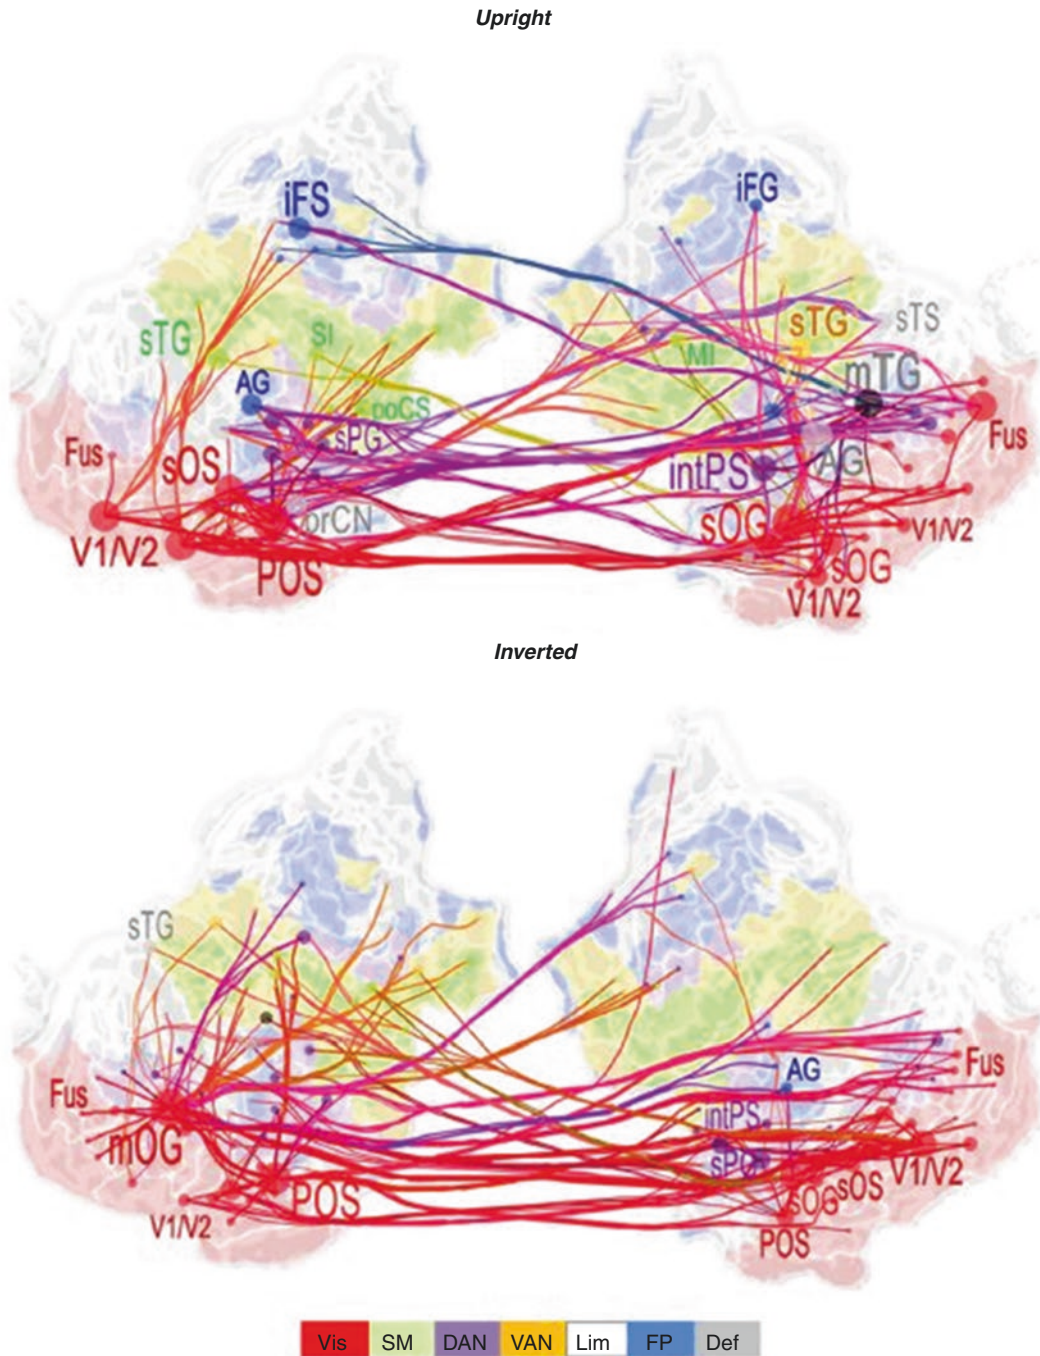 Upright
iFS
iFG
sTG
SI
sTG
sTS
MI
mTG
AG
poCS
sPG
Fus
sOS
intPS
AG
Fus
prCN
sOG
V1/V2
V1/V2
POS
sOG
V1/V2
Inverted
sTG
AG
Fus
Fus
intPS
mOG
V1/V2
POS
sOG
sOS
V1/V2
POS
Vis SM DAN VAN Lim FP Def